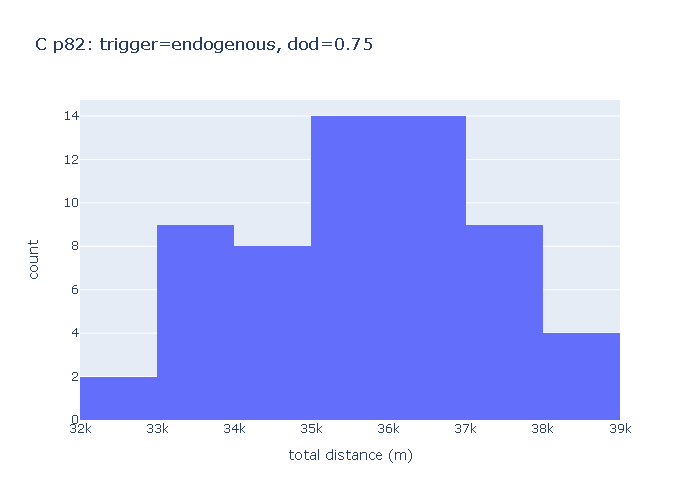 C p82: trigger=endogenous, dod=0.75
14
12
10
8
6
4
2
0
count
32k 33k 34k 35k 36k 37k 38k 39k
total distance (m)